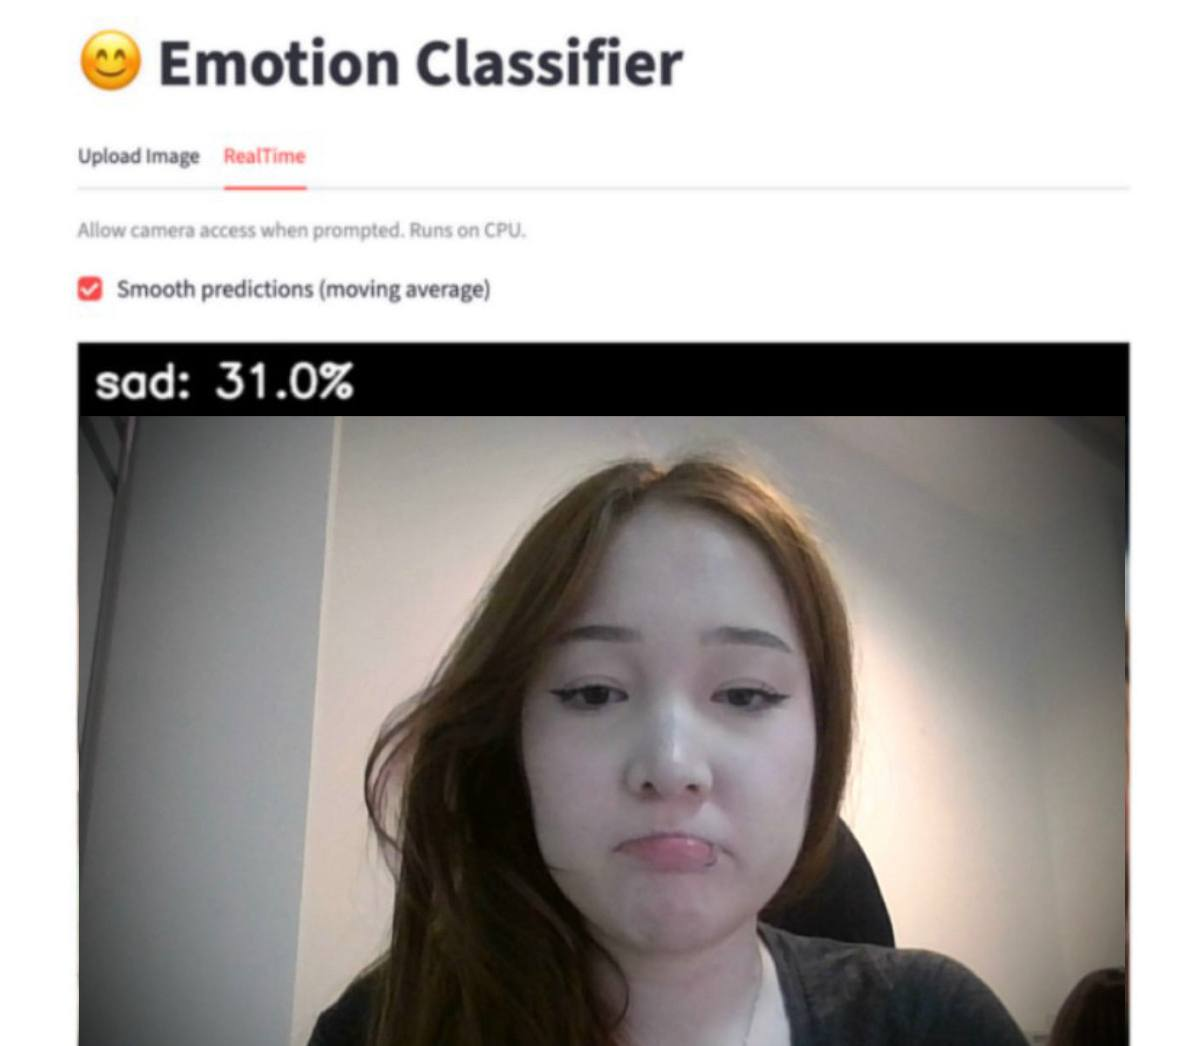 Emotion Classifier
Upload Image RealTime
Allow camera access when prompted. Runs on CPU.
Smooth predictions (moving average)
sad: 31.0%